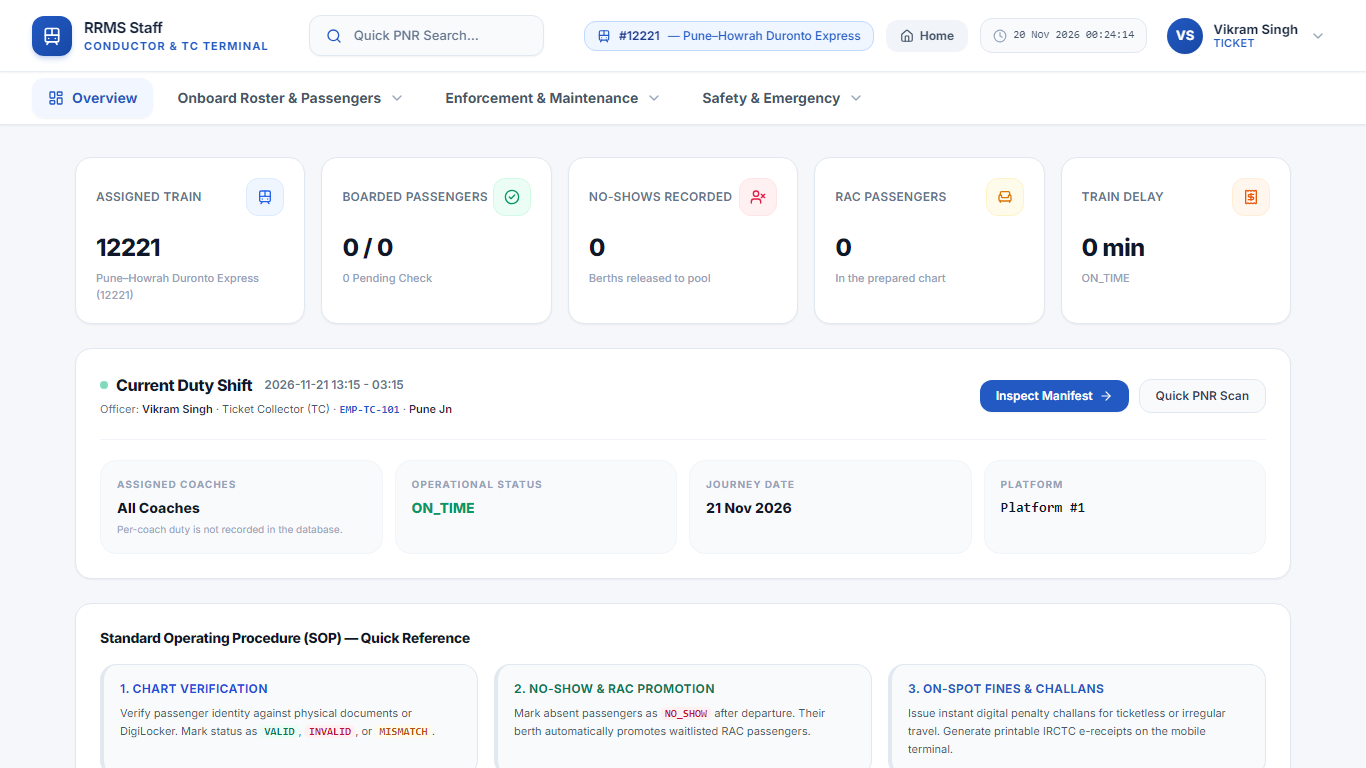 RRMS Staff
CONDUCTOR & TC TERMINAL
Quick PNR Search...
#12221 — Pune–Howrah Duronto Express
Home
20 Nov 2026 00:24:14
VS
Vikram Singh
TICKET
Overview
Onboard Roster & Passengers
Enforcement & Maintenance
Safety & Emergency
ASSIGNED TRAIN
12221
Pune–Howrah Duronto Express
(12221)
BOARDED PASSENGERS
0 / 0
0 Pending Check
NO-SHOWS RECORDED
0
Berths released to pool
RAC PASSENGERS
0
In the prepared chart
TRAIN DELAY
0 min
ON_TIME
Current Duty Shift 2026-11-21 13:15 - 03:15
Officer: Vikram Singh · Ticket Collector (TC) · EMP-TC-101 · Pune Jn
Inspect Manifest →
Quick PNR Scan
ASSIGNED COACHES
All Coaches
Per-coach duty is not recorded in the database.
OPERATIONAL STATUS
ON_TIME
JOURNEY DATE
21 Nov 2026
PLATFORM
Platform #1
Standard Operating Procedure (SOP) — Quick Reference
1. CHART VERIFICATION
Verify passenger identity against physical documents or
DigiLocker. Mark status as VALID, INVALID, or MISMATCH.
2. NO-SHOW & RAC PROMOTION
Mark absent passengers as NO_SHOW after departure. Their
berth automatically promotes waitlisted RAC passengers.
3. ON-SPOT FINES & CHALLANS
Issue instant digital penalty challans for ticketless or irregular
travel. Generate printable IRCTC e-receipts on the mobile
terminal.